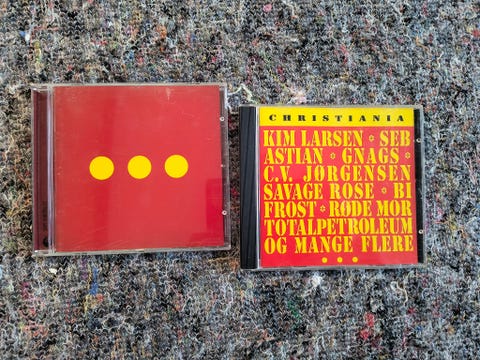 CHRISTIANIA
KIM LARSEN * SEB
ASTIAN * GNAGS *
C.V. JØRGENSEN
SAVAGE ROSE * BI
FROST * RØDE MOR
TOTALPETROLEUM
OG MANGE FLERE